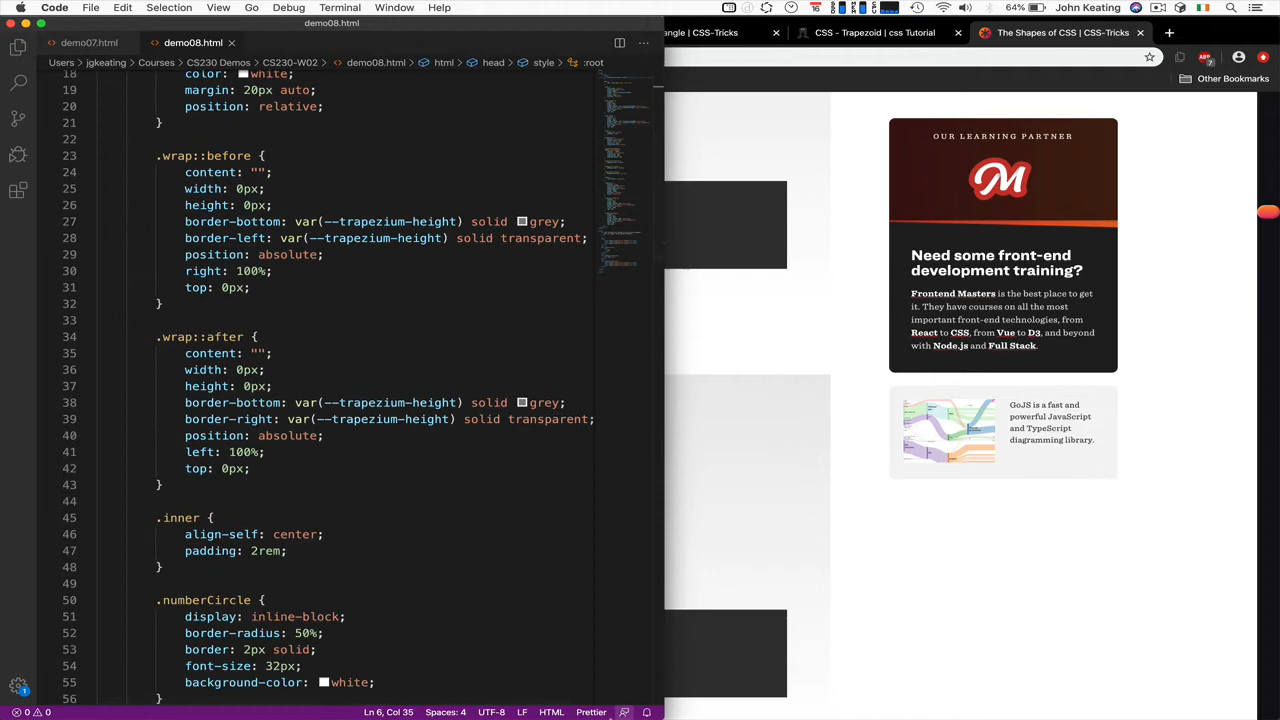 Code File Edit Selection View Go Debug Terminal Window Help
16 64% John Keating
demo08.html
demo07.html demo08.html
angle | CSS-Tricks CSS - Trapezoid | css Tutorial The Shapes of CSS | CSS-Tricks
Users jgkeating Courses CS230 Demos CS230-W02 demo08.html html head style :root
Other Bookmarks
18 color: white;
19 margin: 20px auto;
20 position: relative;
21 }
22
23 .wrap::before {
24 content: "";
25 width: 0px;
26 height: 0px;
27 border-bottom: var(--trapezium-height) solid grey;
28 border-left: var(--trapezium-height) solid transparent;
29 position: absolute;
30 right: 100%;
31 top: 0px;
32 }
33
34 .wrap::after {
35 content: "";
36 width: 0px;
37 height: 0px;
38 border-bottom: var(--trapezium-height) solid grey;
39 border-right: var(--trapezium-height) solid transparent;
40 position: absolute;
41 left: 100%;
42 top: 0px;
43 }
44
45 .inner {
46 align-self: center;
47 padding: 2rem;
48 }
49
50 .numberCircle {
51 display: inline-block;
52 border-radius: 50%;
53 border: 2px solid;
54 font-size: 32px;
55 background-color: white;
56 }
OUR LEARNING PARTNER
M
Need some front-end
development training?
Frontend Masters is the best place to get
it. They have courses on all the most
important front-end technologies, from
React to CSS, from Vue to D3, and beyond
with Node.js and Full Stack.
GoJS is a fast and
powerful JavaScript
and TypeScript
diagramming library.
1
0 0 Ln 6, Col 35 Spaces: 4 UTF-8 LF HTML Prettier